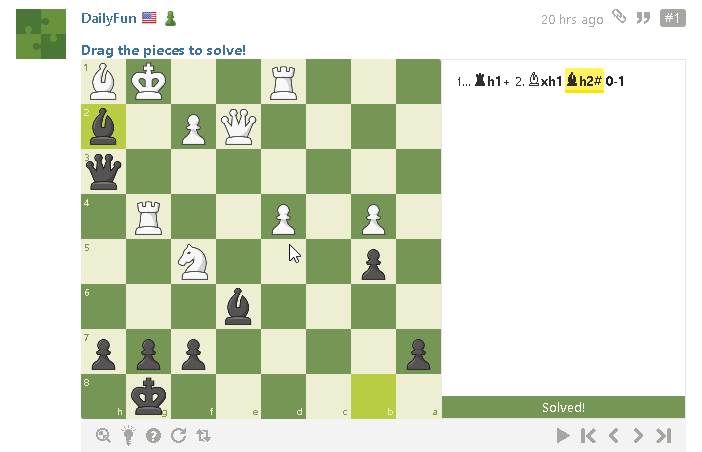 DailyFun
20 hrs ago
#1
Drag the pieces to solve!
1
2
3
4
5
6
7
8
h g f e d c b a
1... h1+ 2. xh1 h2# 0-1
Solved!